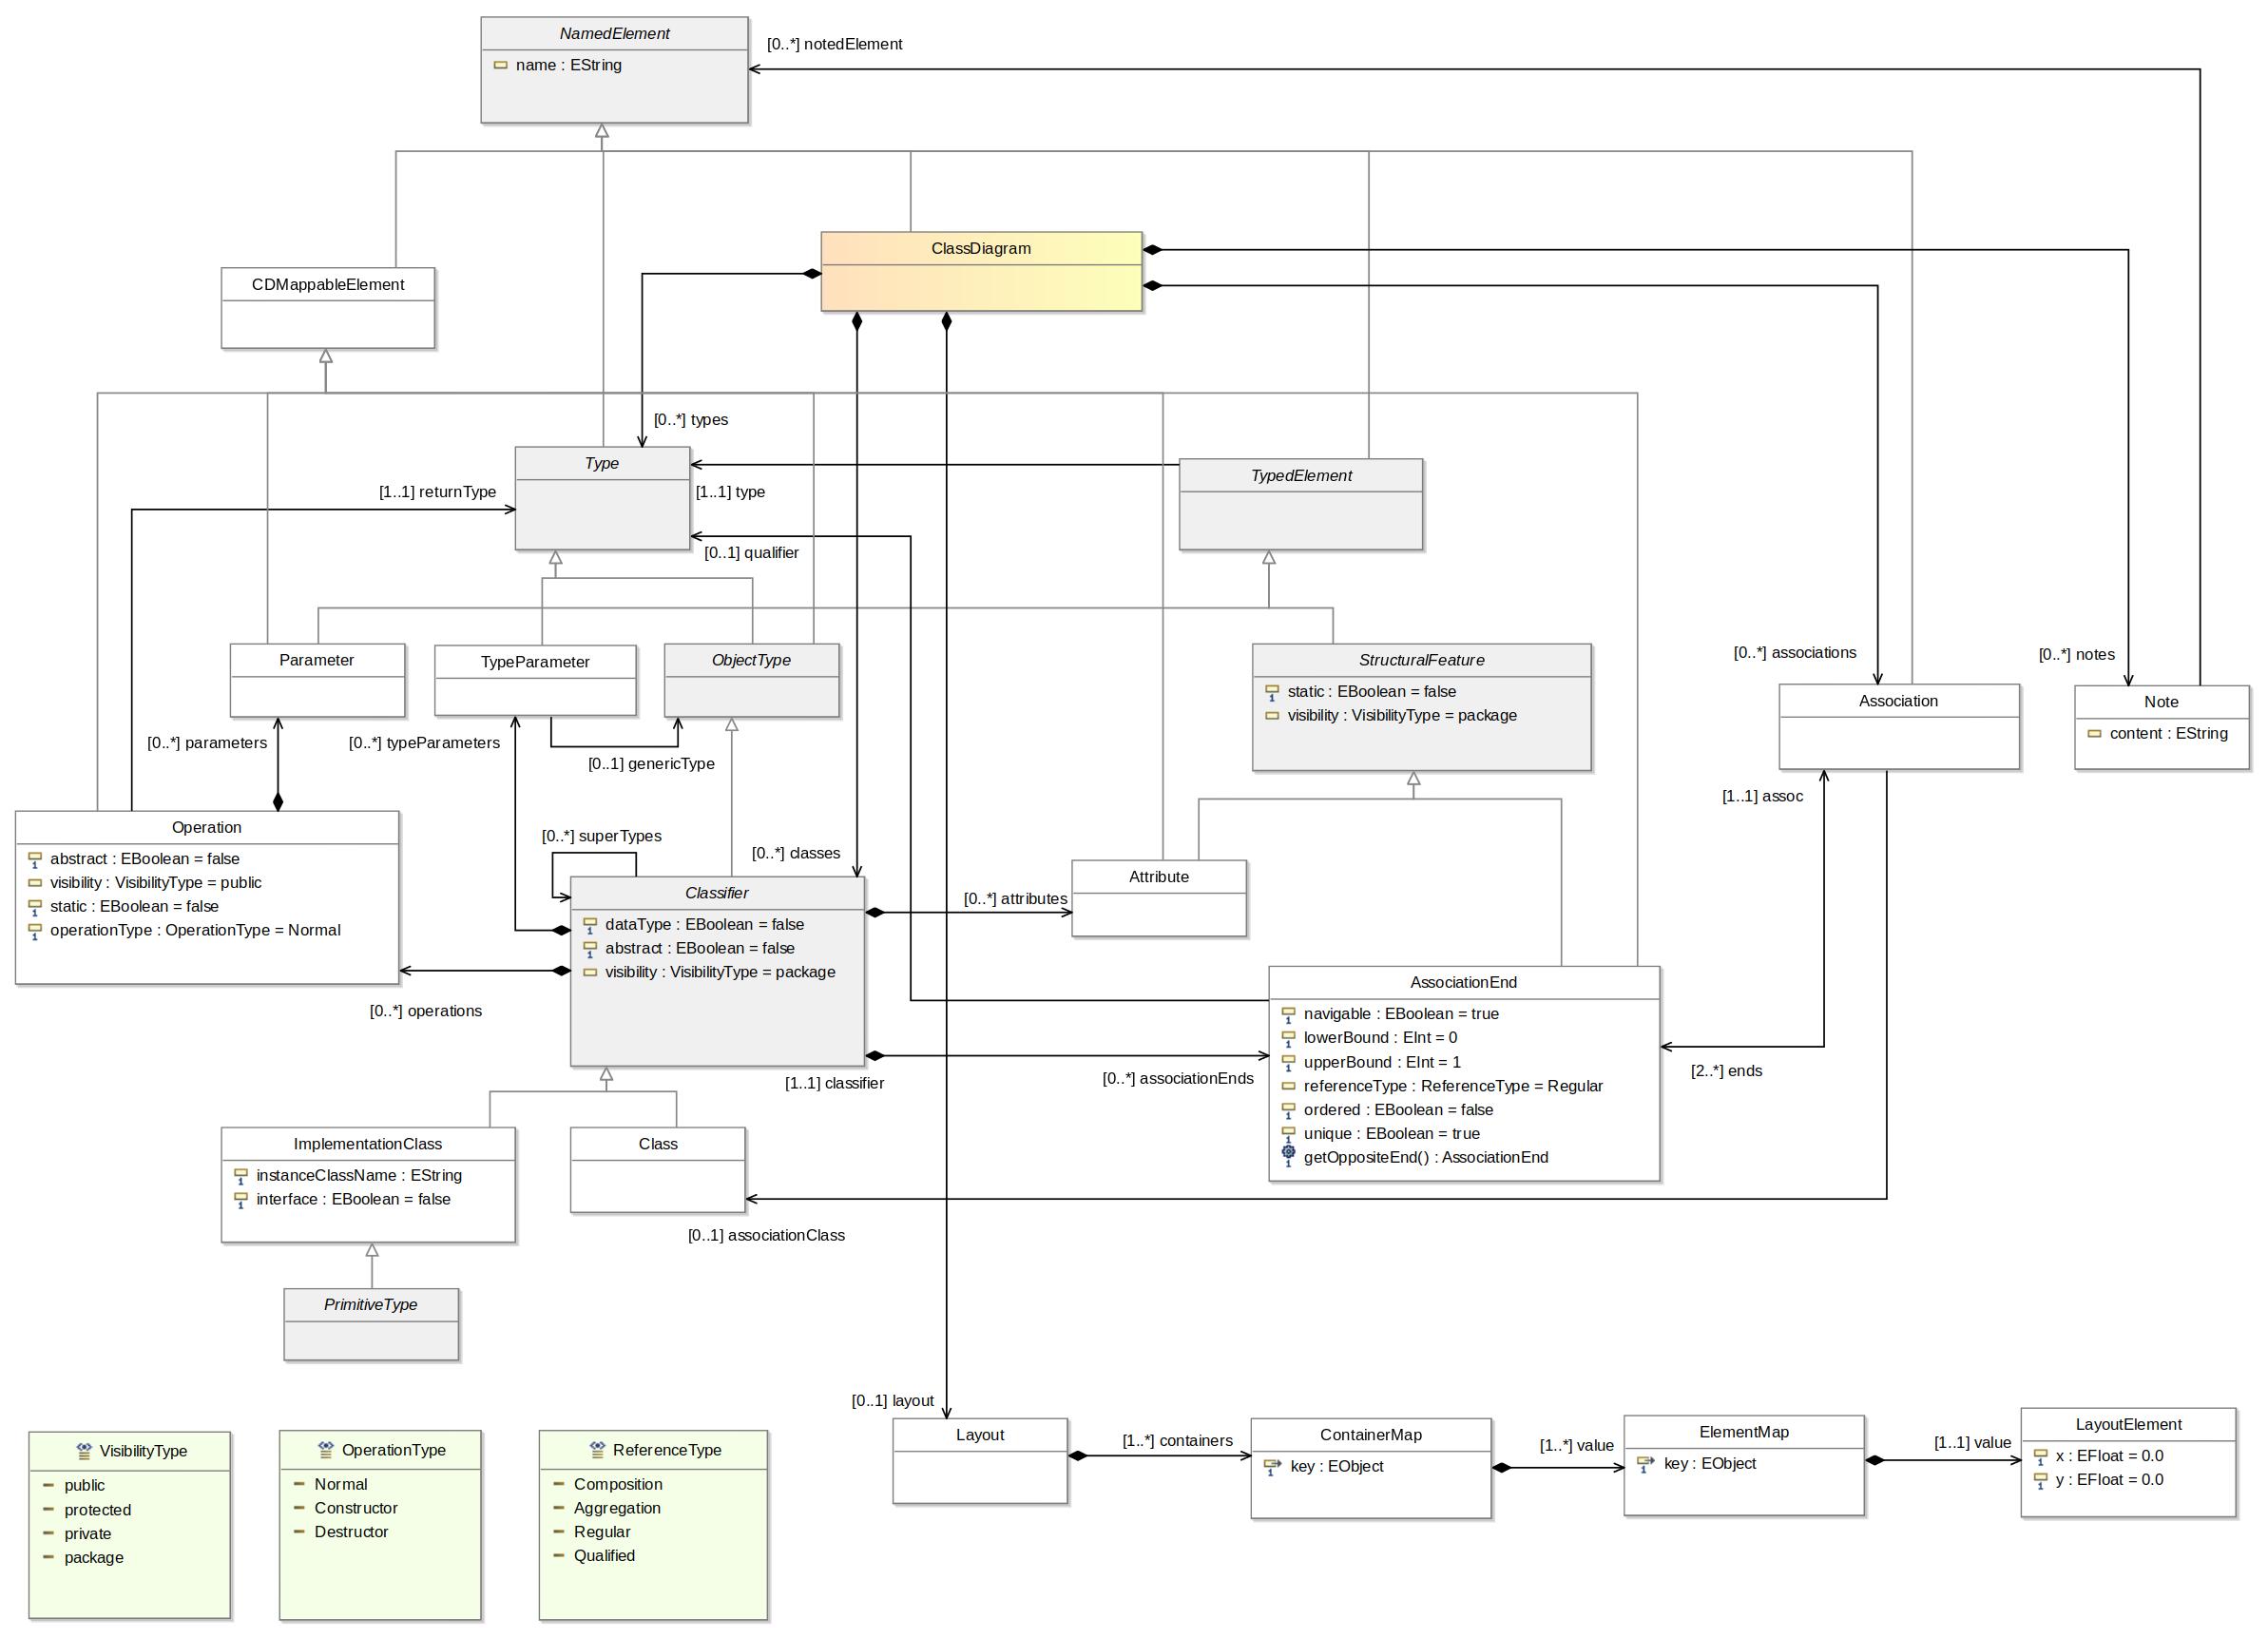 NamedElement
name : EString
[0..*] notedElement
ClassDiagram
CDMappableElement
[0..*] types
Type
[1..1] returnType
[1..1] type
[0..1] qualifier
TypedElement
Parameter
TypeParameter
ObjectType
StructuralFeature
static : EBoolean = false
visibility : VisibilityType = package
[0..*] associations
[0..*] notes
Association
Note
content : EString
[0..*] parameters
[0..*] typeParameters
[0..1] genericType
[1..1] assoc
Operation
abstract : EBoolean = false
visibility : VisibilityType = public
static : EBoolean = false
operationType : OperationType = Normal
[0..*] superTypes
[0..*] classes
Classifier
dataType : EBoolean = false
abstract : EBoolean = false
visibility : VisibilityType = package
[0..*] attributes
Attribute
[0..*] operations
AssociationEnd
navigable : EBoolean = true
lowerBound : EInt = 0
upperBound : EInt = 1
referenceType : ReferenceType = Regular
ordered : EBoolean = false
unique : EBoolean = true
getOppositeEnd() : AssociationEnd
[2..*] ends
[1..1] classifier
[0..*] associationEnds
ImplementationClass
instanceClassName : EString
interface : EBoolean = false
Class
[0..1] associationClass
PrimitiveType
[0..1] layout
VisibilityType
public
protected
private
package
OperationType
Normal
Constructor
Destructor
ReferenceType
Composition
Aggregation
Regular
Qualified
Layout
[1..*] containers
ContainerMap
key : EObject
[1..*] value
ElementMap
key : EObject
[1..1] value
LayoutElement
x : EFloat = 0.0
y : EFloat = 0.0